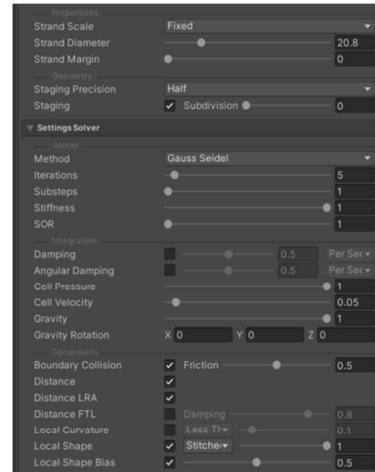 Proportions
Strand Scale Fixed
Strand Diameter 20.8
Strand Margin 0
Geometry
Staging Precision Half
Staging Subdivision 0
Settings Solver
Solver
Method Gauss Seidel
Iterations 5
Substeps 1
Stiffness 1
SOR 1
Integration
Damping 0.5 Per Sec
Angular Damping 0.5 Per Sec
Cell Pressure 1
Cell Velocity 0.05
Gravity 1
Gravity Rotation X 0 Y 0 Z 0
Constraints
Boundary Collision Friction 0.5
Distance
Distance LRA
Distance FTL Damping 0.8
Local Curvature Less Th 0.1
Local Shape Stitche 1
Local Shape Bias 0.5